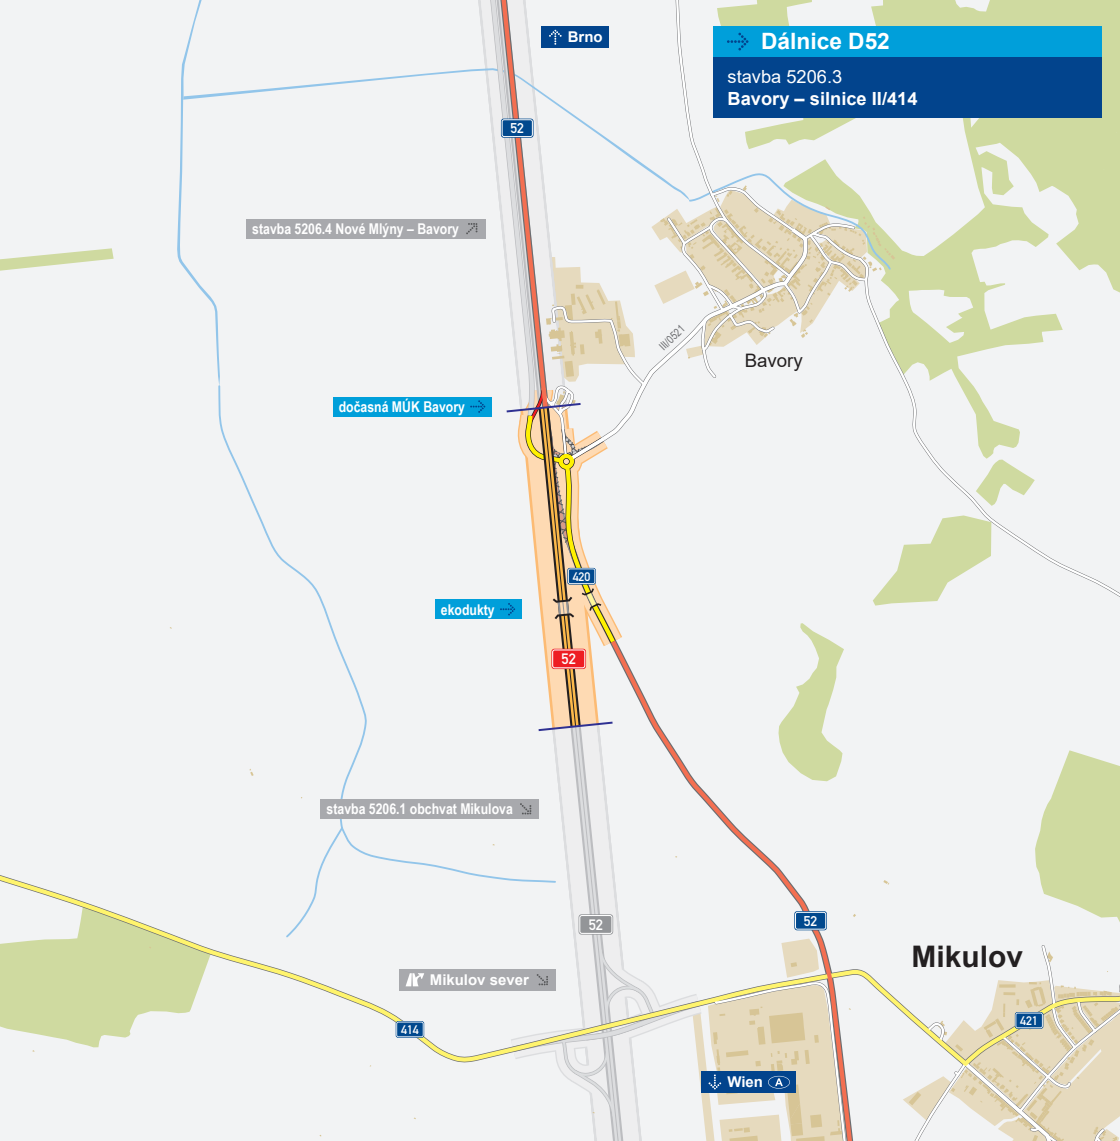 Brno
Dálnice D52
stavba 5206.3
Bavory – silnice II/414
52
stavba 5206.4 Nové Mlýny – Bavory
III/0521
Bavory
dočasná MÚK Bavory
420
ekodukty
52
stavba 5206.1 obchvat Mikulova
52
52
Mikulov
Mikulov sever
414
421
Wien A